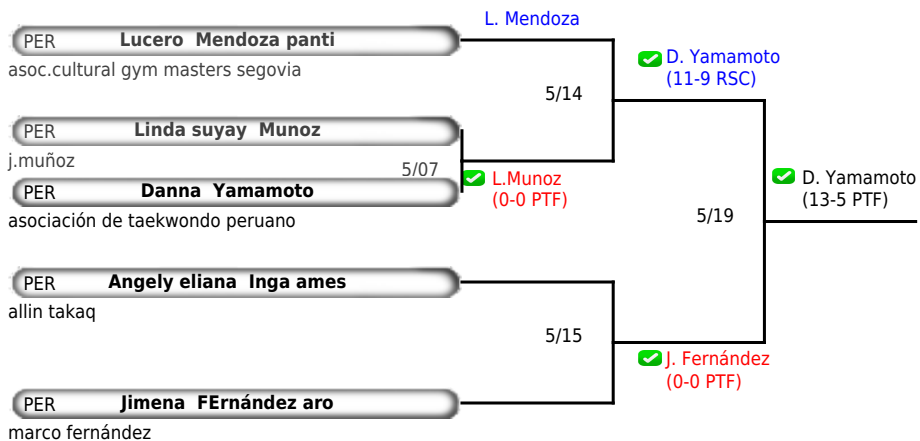 L. Mendoza
PER Lucero Mendoza panti
asoc.cultural gym masters segovia
D. Yamamoto
(11-9 RSC)
5/14
PER Linda suyay Munoz
j.muñoz
5/07
L.Munoz
(0-0 PTF)
PER Danna Yamamoto
asociación de taekwondo peruano
D. Yamamoto
(13-5 PTF)
5/19
PER Angely eliana Inga ames
allin takaq
5/15
J. Fernández
(0-0 PTF)
PER Jimena FErnández aro
marco fernández